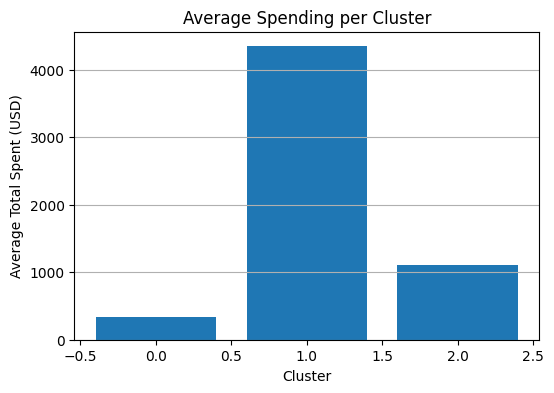 Average Spending per Cluster
Average Total Spent (USD)
4000
3000
2000
1000
0
−0.5 0.0 0.5 1.0 1.5 2.0 2.5
Cluster